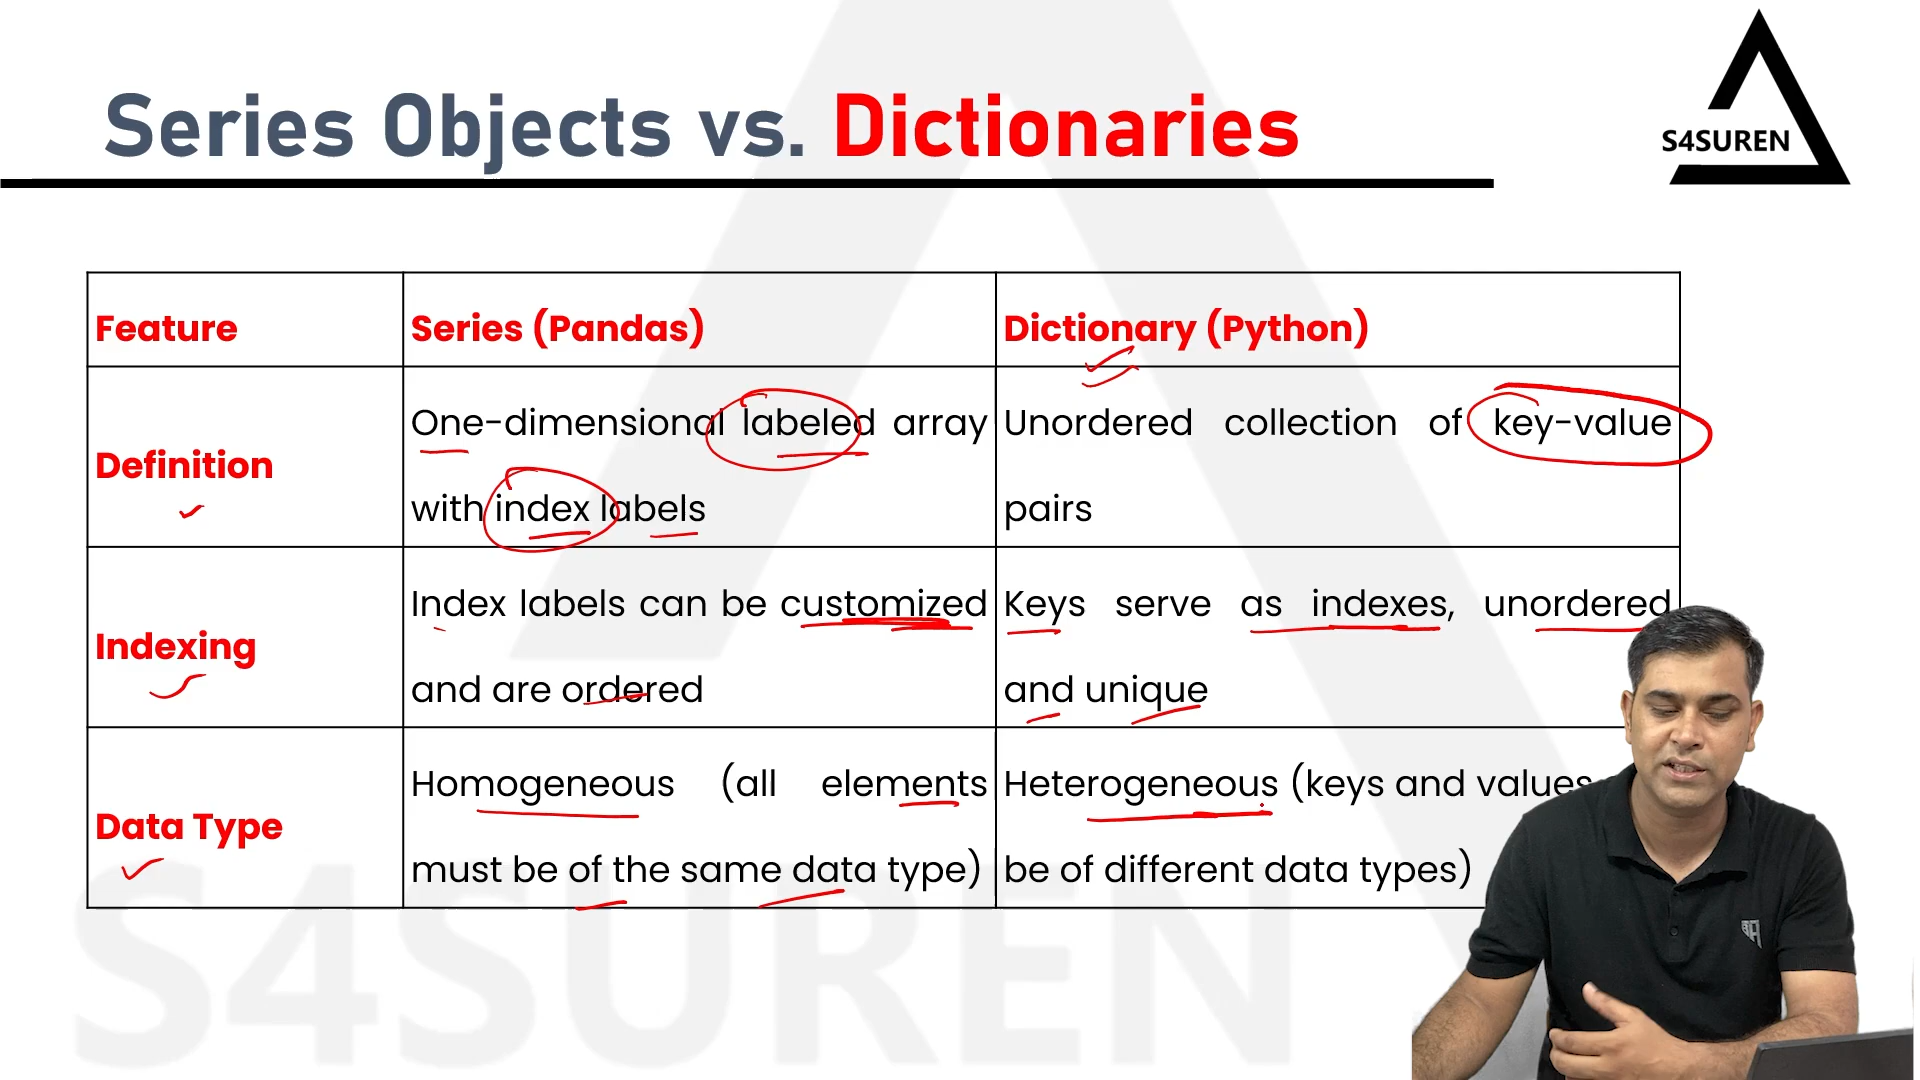 Series Objects vs. Dictionaries
S4SUREN
Feature
Series (Pandas)
Dictionary (Python)
Definition
One-dimensional labeled array
with index labels
Unordered collection of key-value
pairs
Indexing
Index labels can be customized
and are ordered
Keys serve as indexes, unordered
and unique
Data Type
Homogeneous (all elements
must be of the same data type)
Heterogeneous (keys and values
be of different data types)
S4SUREN